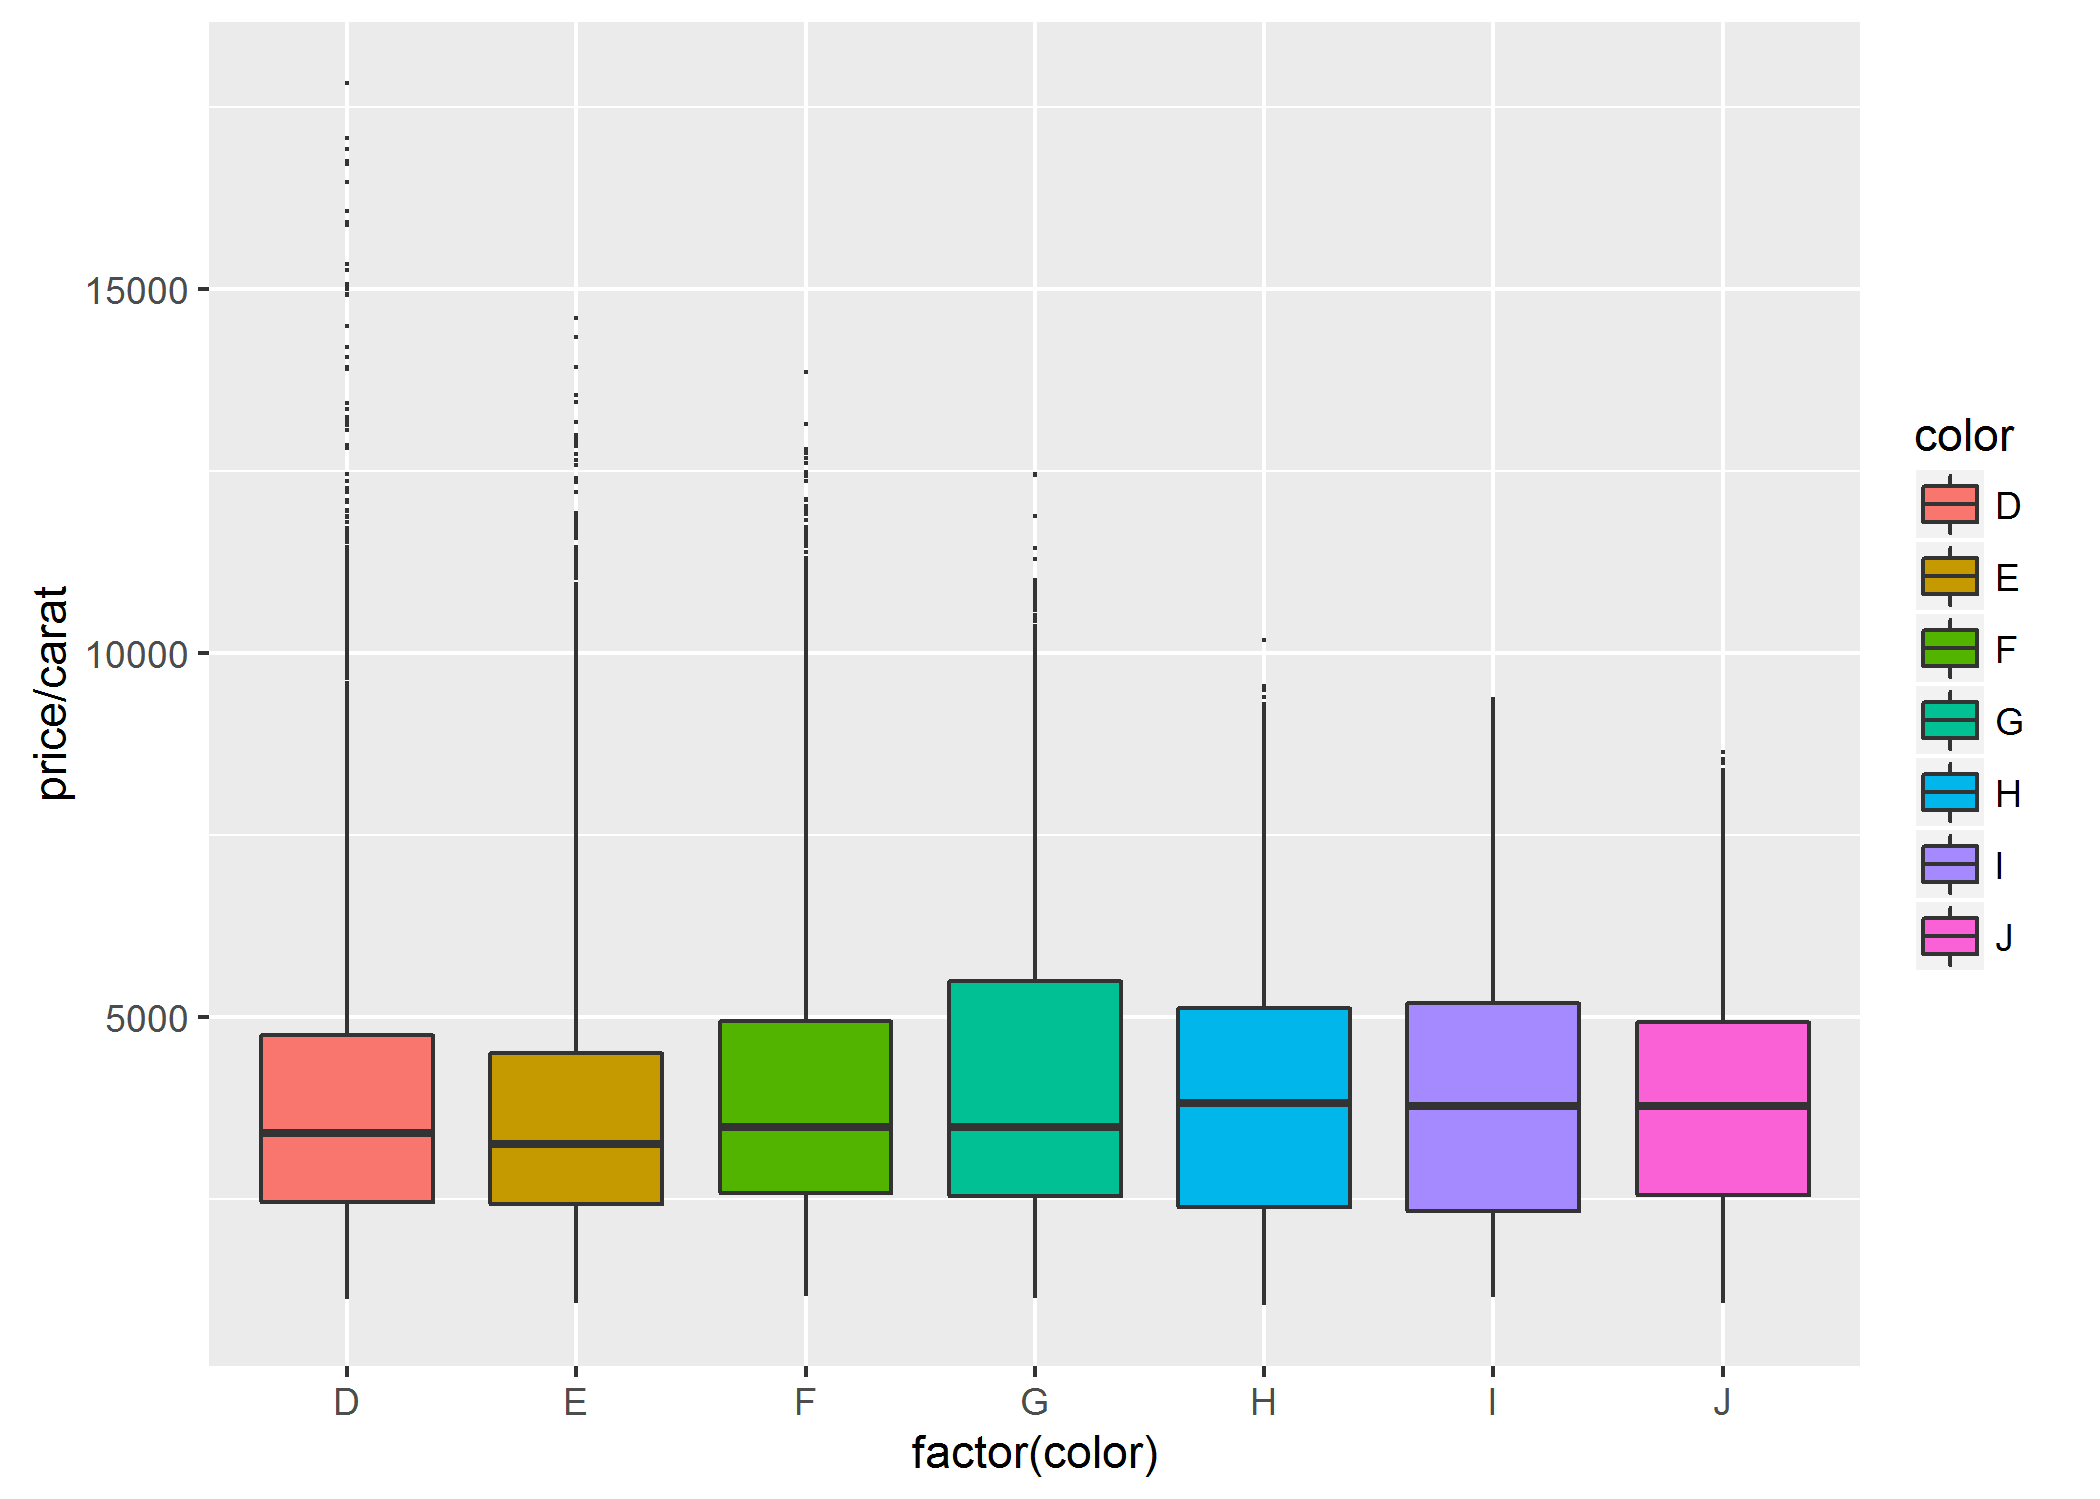 15000
10000
5000
price/carat
D
E
F
G
H
I
J
factor(color)
color
D
E
F
G
H
I
J